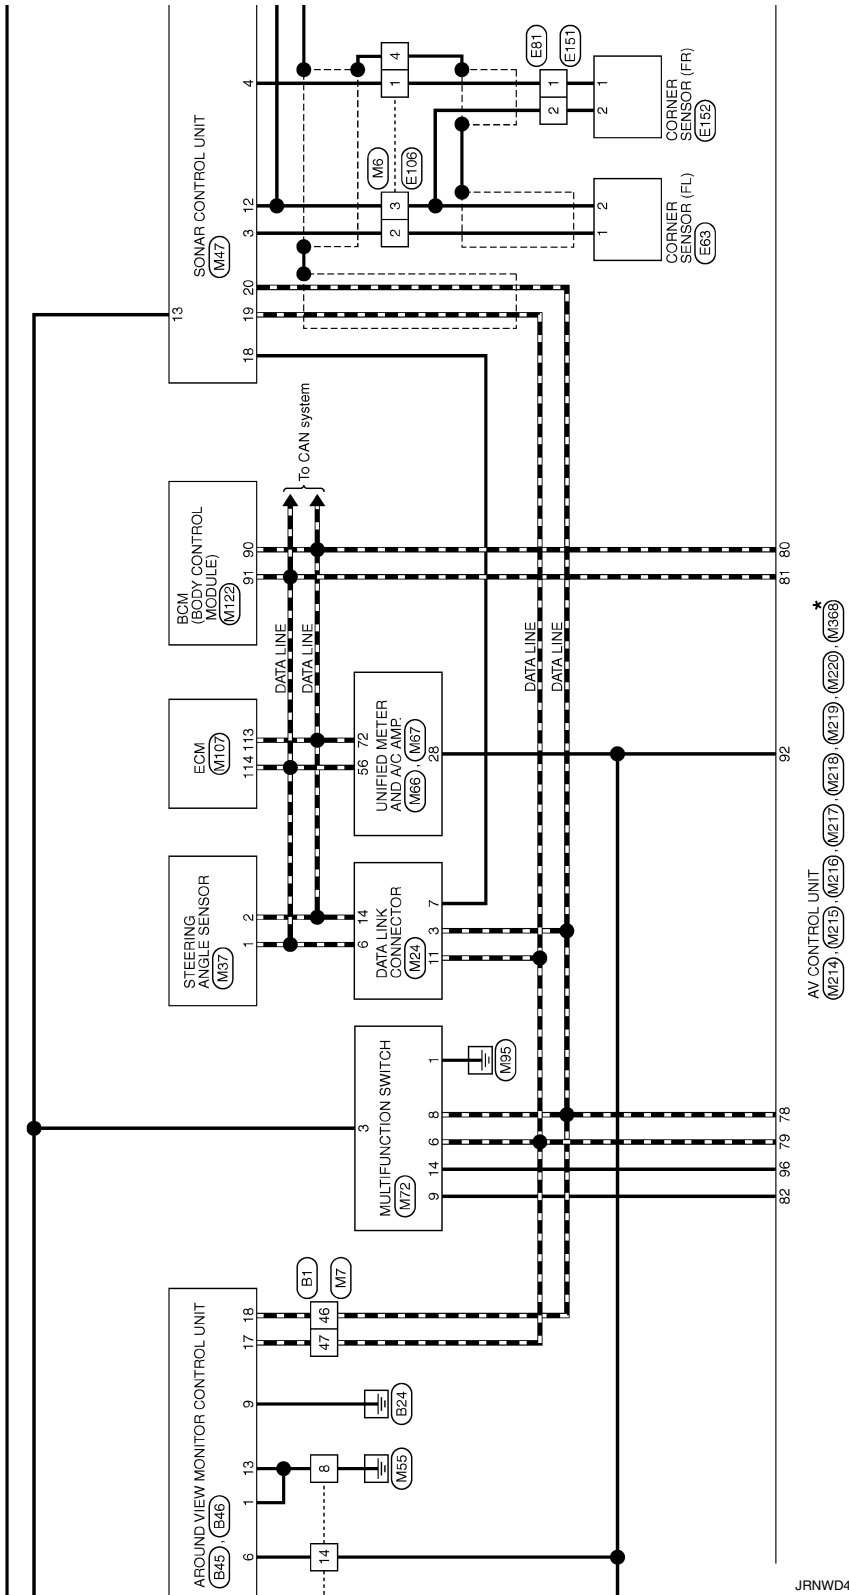 4
1
4
1
2
E81
E151
1
2
CORNER
SENSOR (FR)
E152
M6
E106
3
2
12
3
2
1
CORNER
SENSOR (FL)
E63
SONAR CONTROL UNIT
M47
20
19
18
13
To CAN system
BCM
(BODY CONTROL
MODULE)
M122
90
91
80
81
DATA LINE
DATA LINE
DATA LINE
DATA LINE
ECM
M107
113
114
72
56
UNIFIED METER
AND A/C AMP.
M66 , M67
28
92
STEERING
ANGLE SENSOR
M37
2
1
14
6
DATA LINK
CONNECTOR
M24
7
3
11
AV CONTROL UNIT
M214 , M215 , M216 , M217 , M218 , M219 , M220 , M368 *
MULTIFUNCTION SWITCH
M72
3
1
8
6
14
9
M95
78
79
96
82
AROUND VIEW MONITOR CONTROL UNIT
B45 , B46
18
17
B1
M7
46
47
9
B24
13
1
8
M55
6
14
JRNWD4